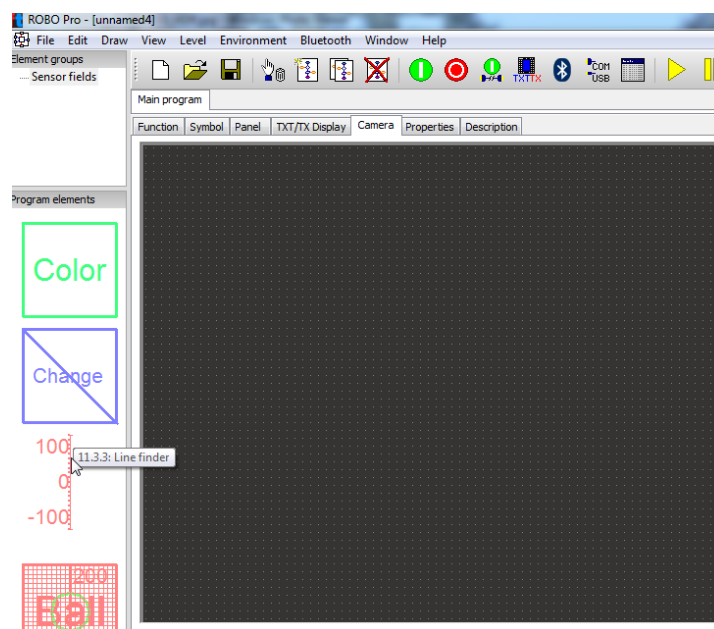 ROBO Pro - [unnamed4]
File Edit Draw View Level Environment Bluetooth Window Help
Element groups
Sensor fields
TXT/TX
COM
USB
Main program
Function Symbol Panel TXT/TX Display Camera Properties Description
Program elements
Color
Change
100
11.3.3: Line finder
0
-100
200
Ball